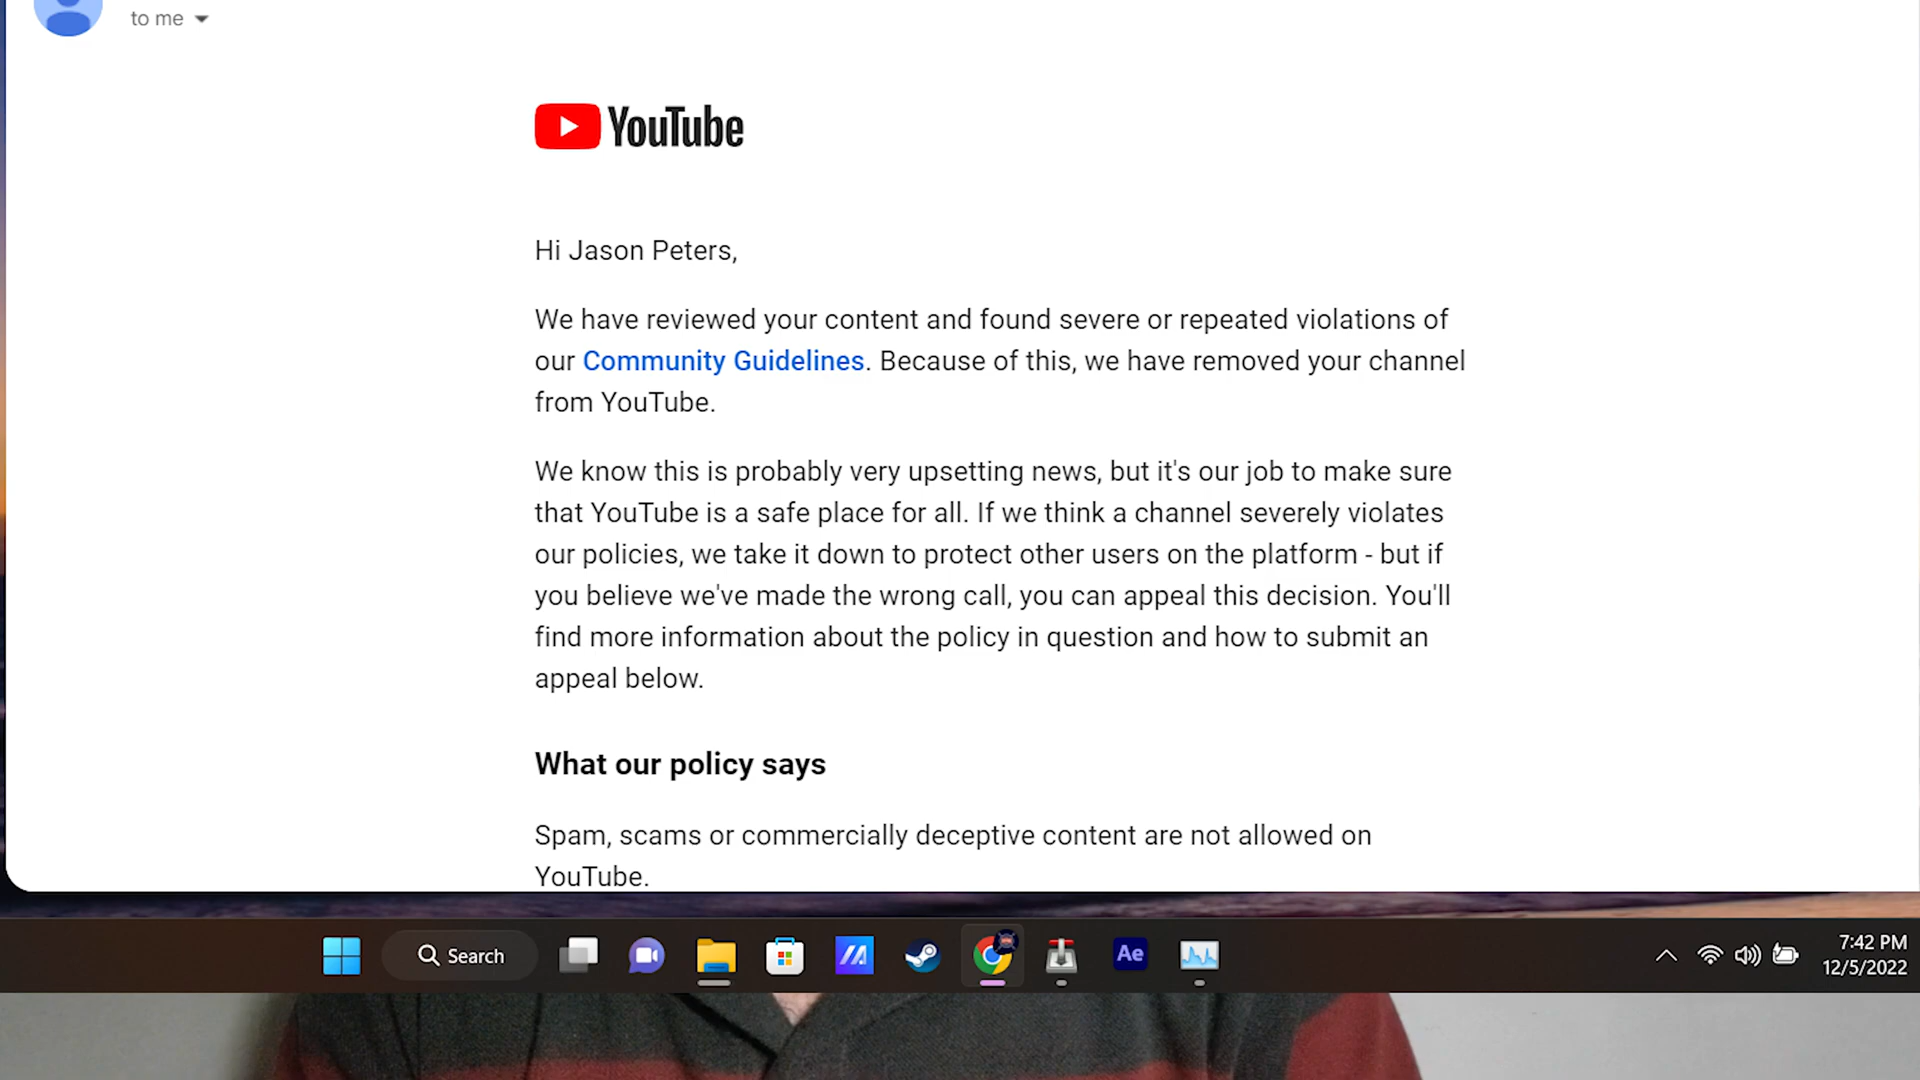 to me
YouTube
Hi Jason Peters,
We have reviewed your content and found severe or repeated violations of
our Community Guidelines. Because of this, we have removed your channel
from YouTube.
We know this is probably very upsetting news, but it's our job to make sure
that YouTube is a safe place for all. If we think a channel severely violates
our policies, we take it down to protect other users on the platform - but if
you believe we've made the wrong call, you can appeal this decision. You'll
find more information about the policy in question and how to submit an
appeal below.
What our policy says
Spam, scams or commercially deceptive content are not allowed on
YouTube.
Search
Ae
7:42 PM
12/5/2022